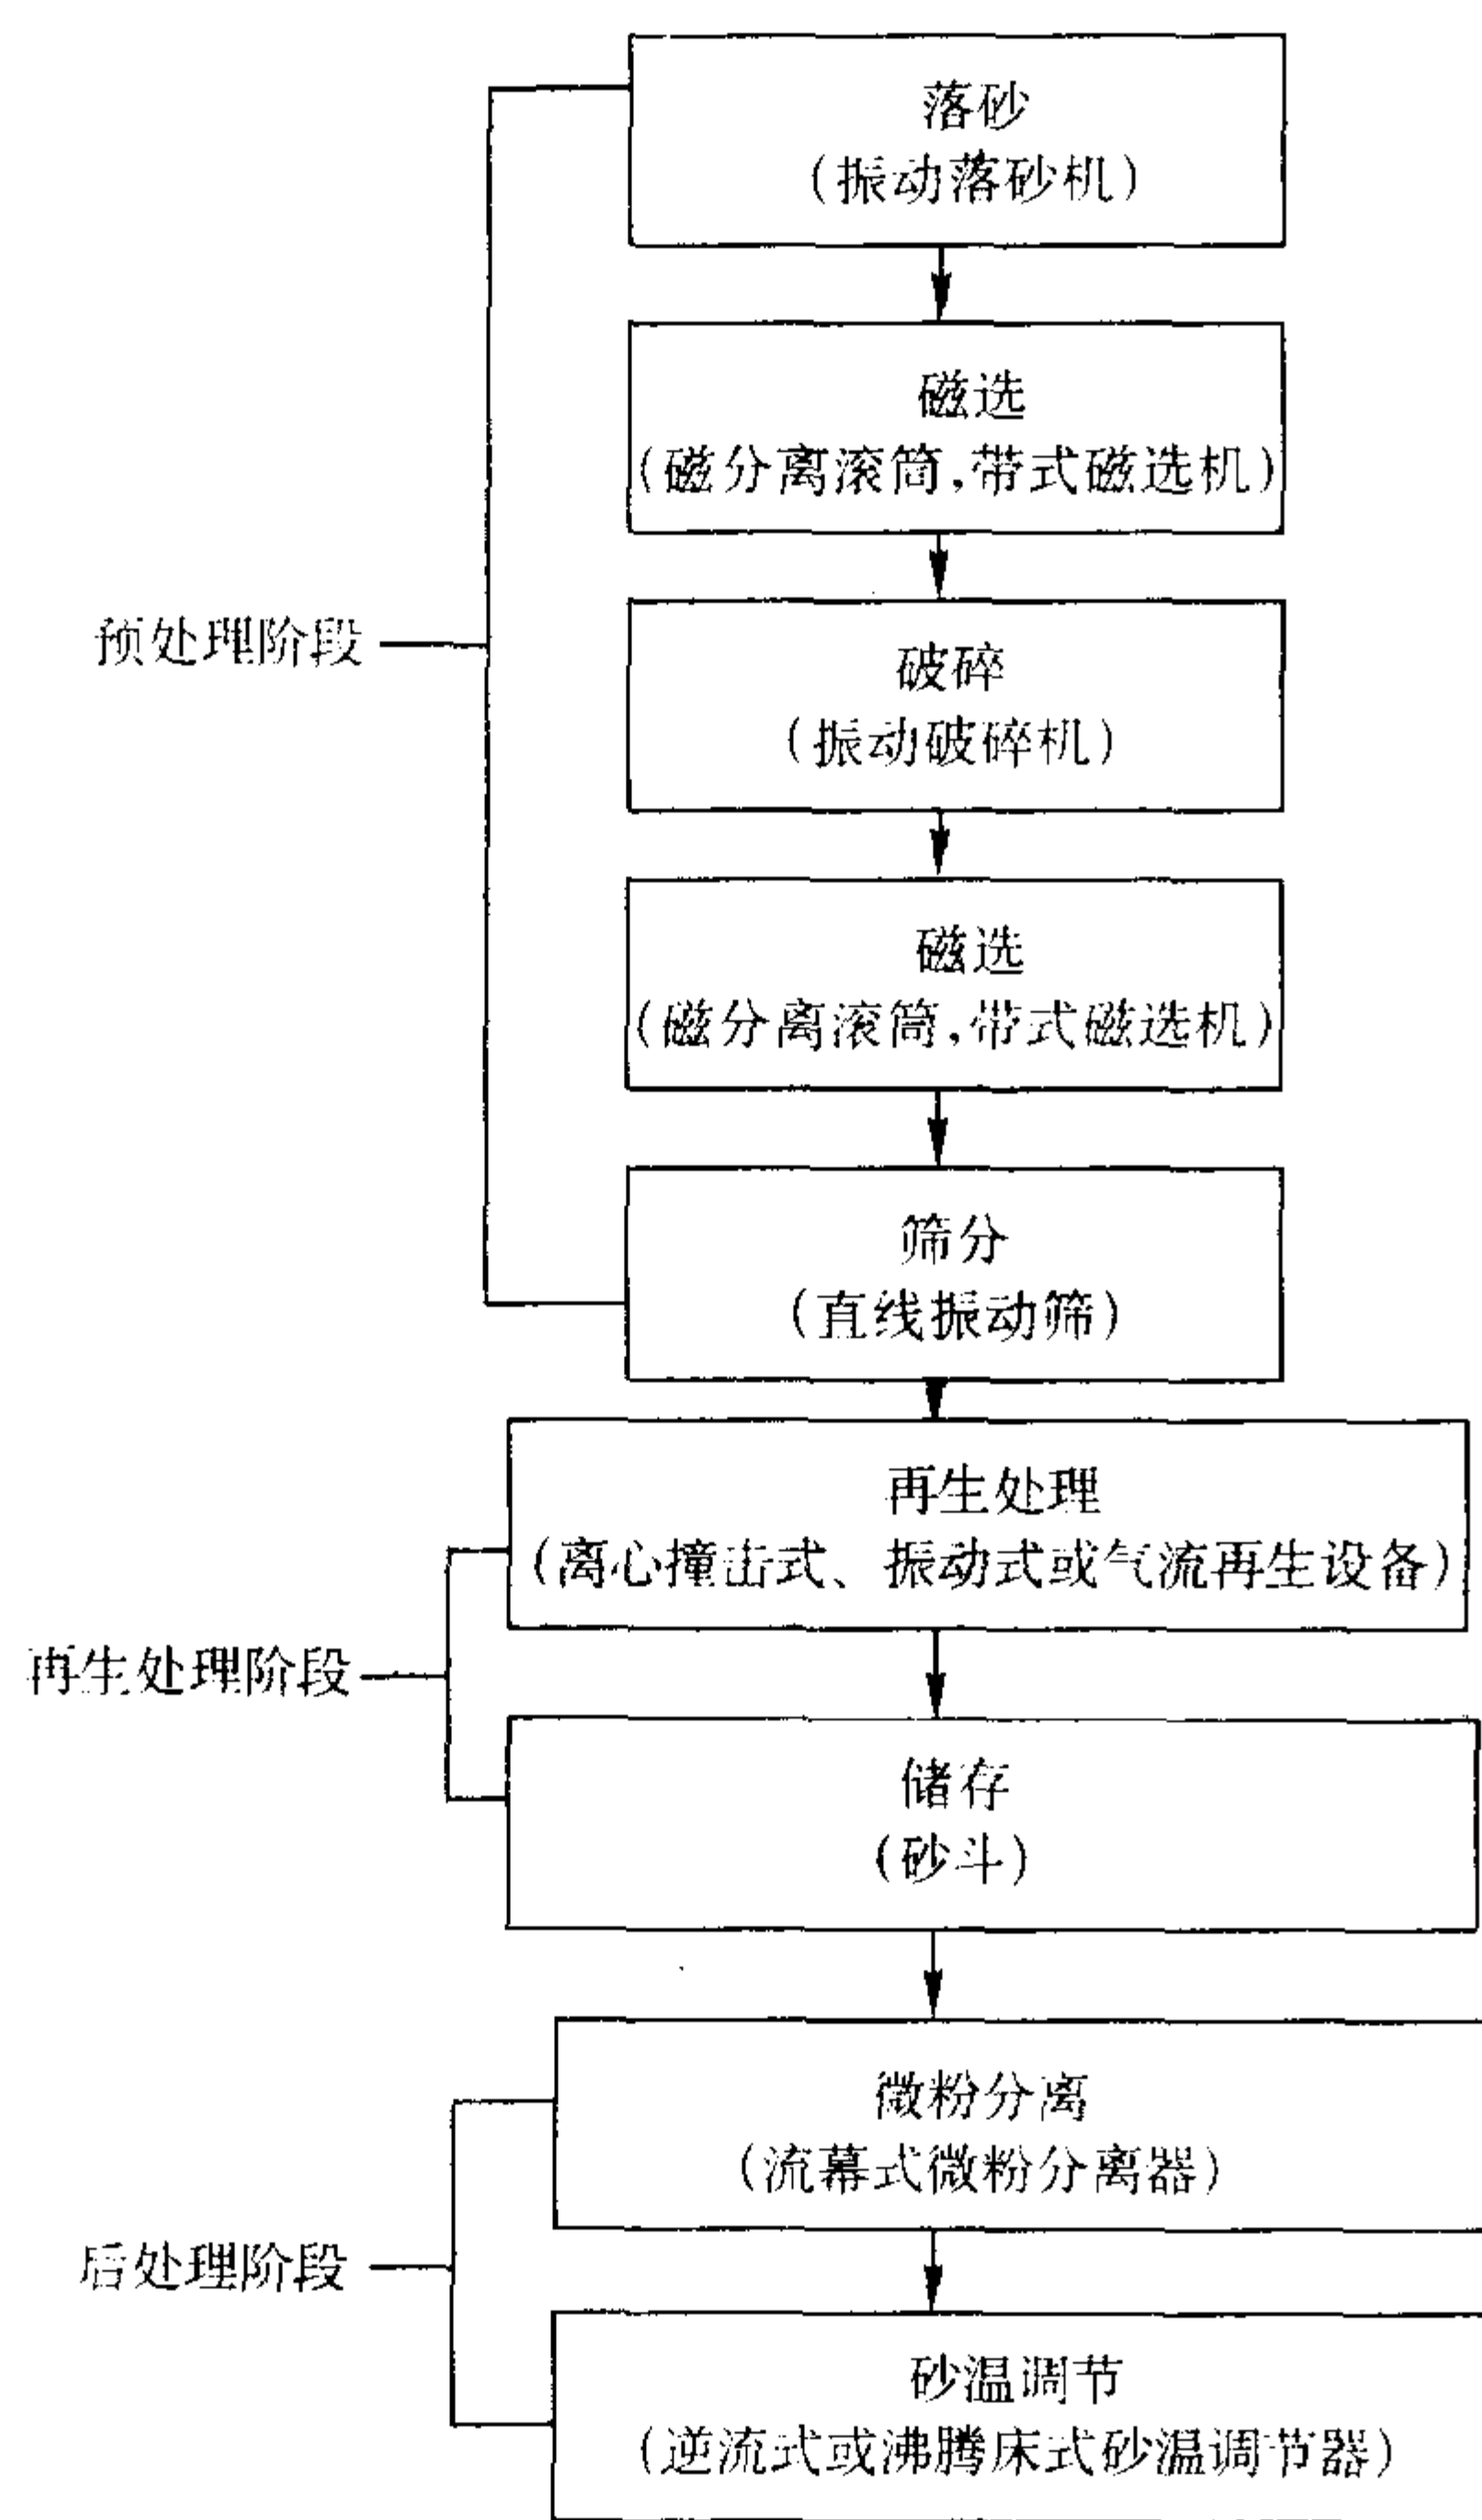 落砂
(振动落砂机)
磁选
(磁分离滚筒,带式磁选机)
预处理阶段
破碎
(振动破碎机)
磁选
(磁分离滚筒,带式磁选机)
筛分
(直线振动筛)
再生处理
(离心撞击式、振动式或气流再生设备)
再生处理阶段
储存
(砂斗)
微粉分离
(流幕式微粉分离器)
后处理阶段
砂温调节
(逆流式或沸腾床式砂温调节器)